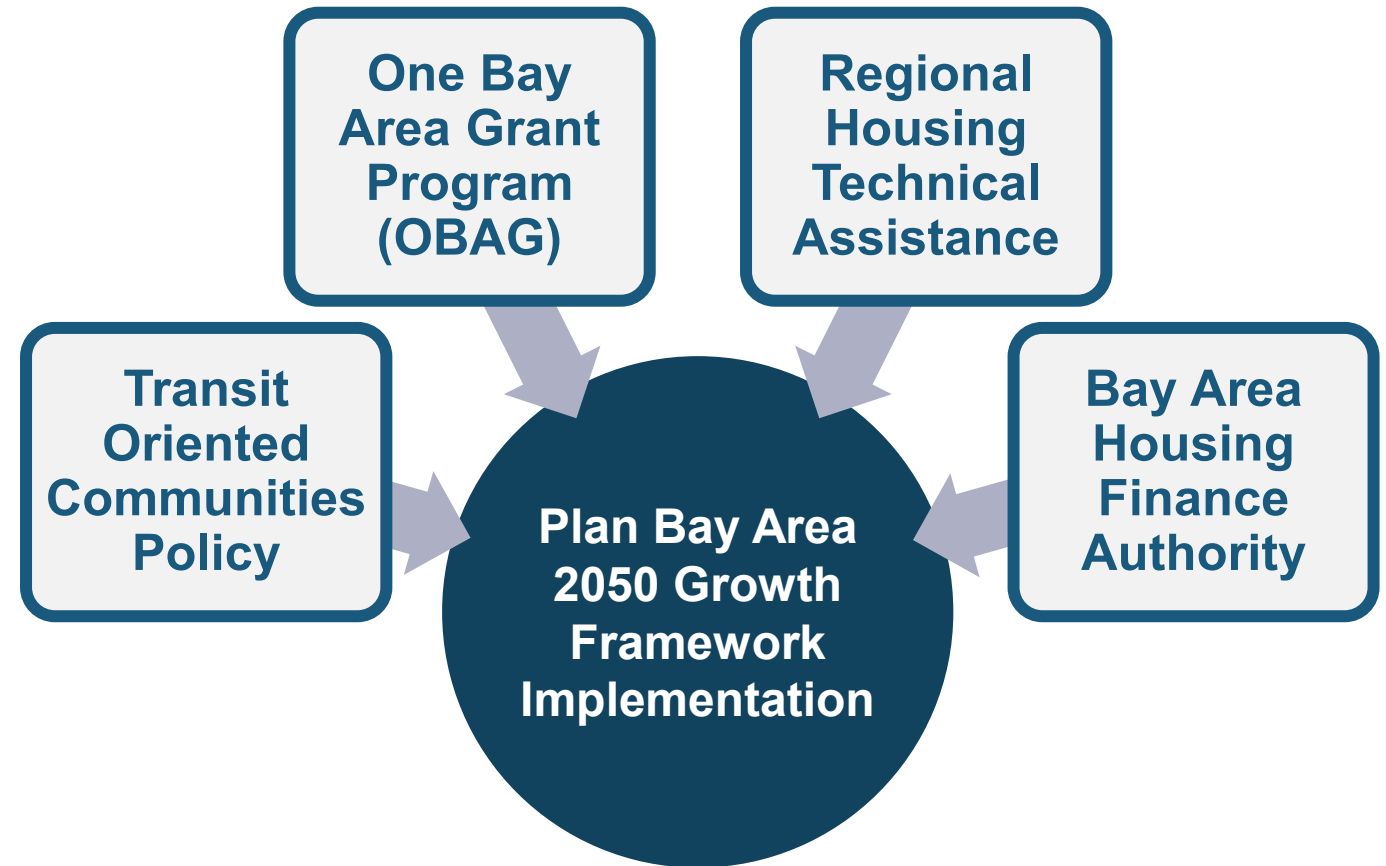 One Bay
Area Grant
Program
(OBAG)
Regional
Housing
Technical
Assistance
Transit
Oriented
Communities
Policy
Bay Area
Housing
Finance
Authority
Plan Bay Area
2050 Growth
Framework
Implementation